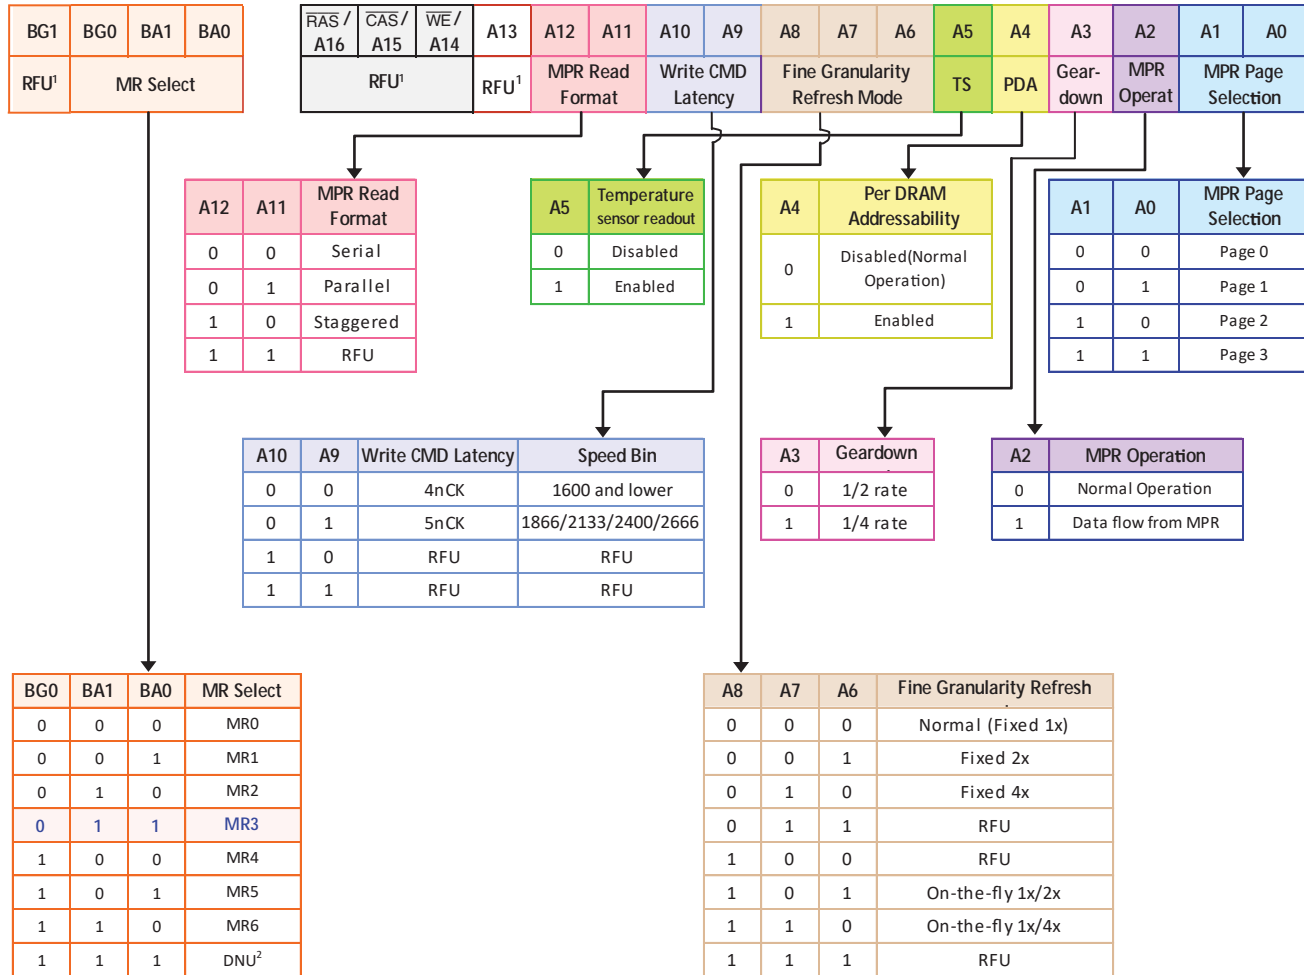 BG1 BG0 BA1 BA0 RAS / A16 CAS / A15 WE / A14 A13 A12 A11 A10 A9 A8 A7 A6 A5 A4 A3 A2 A1 A0
RFU1 MR Select RFU1 RFU1 MPR Read Format Write CMD Latency Fine Granularity Refresh Mode TS PDA Gear-down MPR Operat MPR Page Selection
A12 A11 MPR Read Format
0 0 Serial
0 1 Parallel
1 0 Staggered
1 1 RFU
A5 Temperature sensor readout
0 Disabled
1 Enabled
A4 Per DRAM Addressability
0 Disabled(Normal Operation)
1 Enabled
A1 A0 MPR Page Selection
0 0 Page 0
0 1 Page 1
1 0 Page 2
1 1 Page 3
A10 A9 Write CMD Latency Speed Bin
0 0 4nCK 1600 and lower
0 1 5nCK 1866/2133/2400/2666
1 0 RFU RFU
1 1 RFU RFU
A3 Geardown
0 1/2 rate
1 1/4 rate
A2 MPR Operation
0 Normal Operation
1 Data flow from MPR
BG0 BA1 BA0 MR Select
0 0 0 MR0
0 0 1 MR1
0 1 0 MR2
0 1 1 MR3
1 0 0 MR4
1 0 1 MR5
1 1 0 MR6
1 1 1 DNU2
A8 A7 A6 Fine Granularity Refresh
0 0 0 Normal (Fixed 1x)
0 0 1 Fixed 2x
0 1 0 Fixed 4x
0 1 1 RFU
1 0 0 RFU
1 0 1 On-the-fly 1x/2x
1 1 0 On-the-fly 1x/4x
1 1 1 RFU